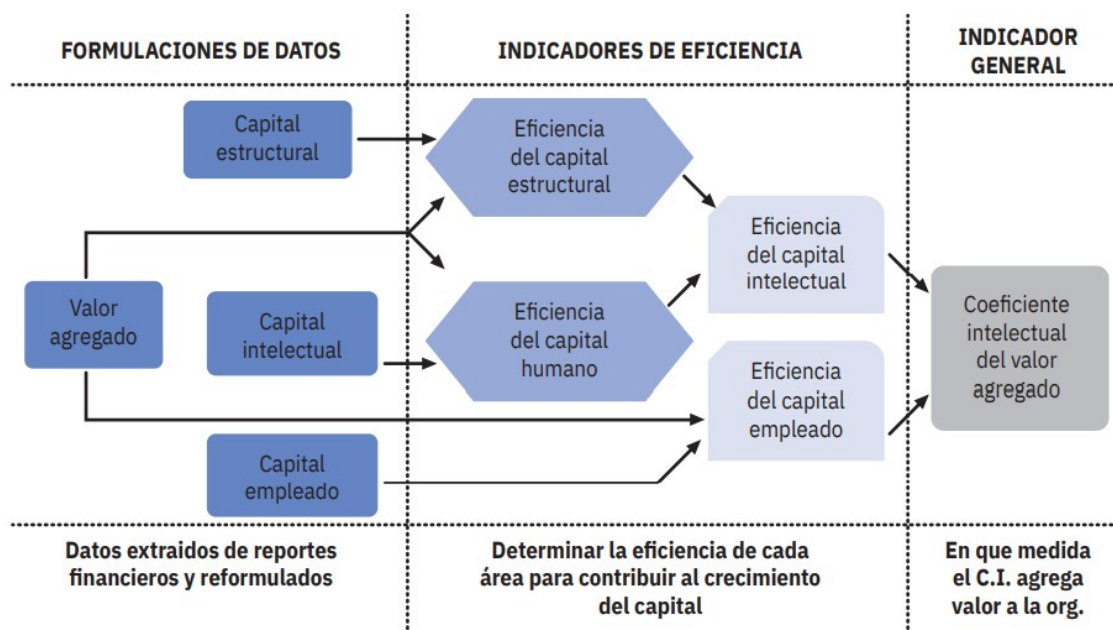 FORMULACIONES DE DATOS
INDICADORES DE EFICIENCIA
INDICADOR
GENERAL
Capital
estructural
Eficiencia
del capital
estructural
Eficiencia
del capital
intelectual
Valor
agregado
Capital
intelectual
Eficiencia
del capital
humano
Coeficiente
intelectual
del valor
agregado
Eficiencia
del capital
empleado
Capital
empleado
Datos extraidos de reportes
financieros y reformulados
Determinar la eficiencia de cada
área para contribuir al crecimiento
del capital
En que medida
el C.I. agrega
valor a la org.